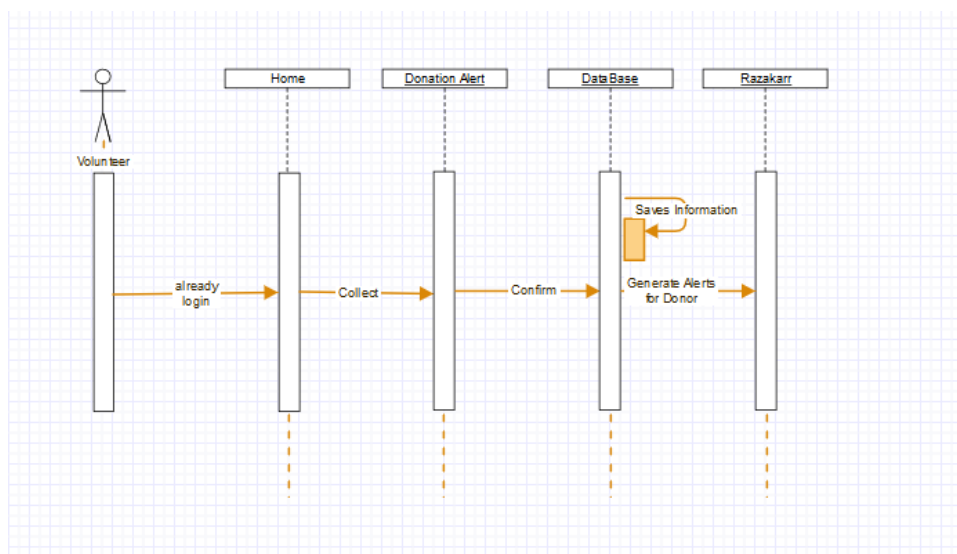 Home
Donation Alert
DataBase
Razakarr
Volunteer
Saves Information
already
login
Collect
Confirm
Generate Alerts
for Donor